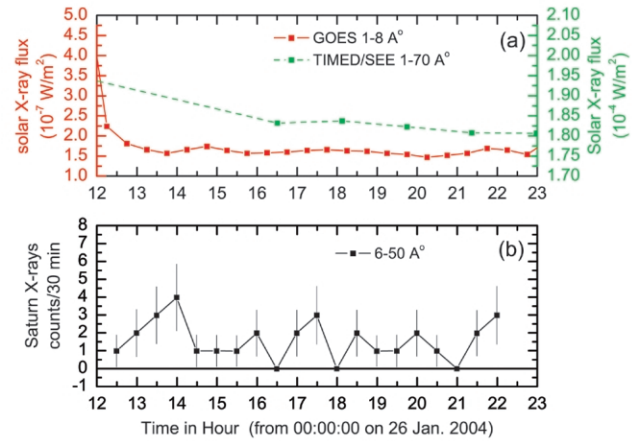 solar X-ray flux
(10⁻⁷ W/m²)
5.0
4.5
4.0
3.5
3.0
2.5
2.0
1.5
1.0
(a)
GOES 1-8 Aº
TIMED/SEE 1-70 Aº
2.10
2.05
2.00
1.95
1.90
1.85
1.80
1.75
1.70
Solar X-ray flux
(10⁻⁴ W/m²)
12 13 14 15 16 17 18 19 20 21 22 23
Saturn X-rays
counts/30 min
8
7
6
5
4
3
2
1
0
-1
(b)
6-50 Aº
12 13 14 15 16 17 18 19 20 21 22 23
Time in Hour (from 00:00:00 on 26 Jan. 2004)